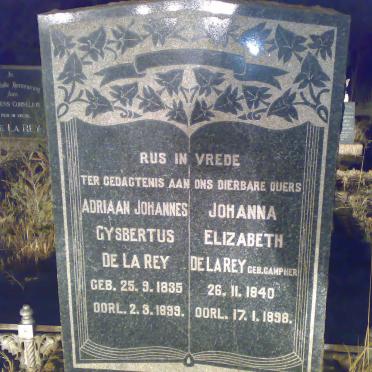 RUS IN VREDE
TER GEDAGTENIS AAN ONS DIERBARE OUERS
ADRIAAN JOHANNES
GYSBERTUS
DE LA REY
GEB. 25.9.1835
OORL. 2.3.1899.
JOHANNA
ELIZABETH
DE LA REY GEB. CAMPHER
26.11.1840
OORL. 17.1.1898.
DE LA REY